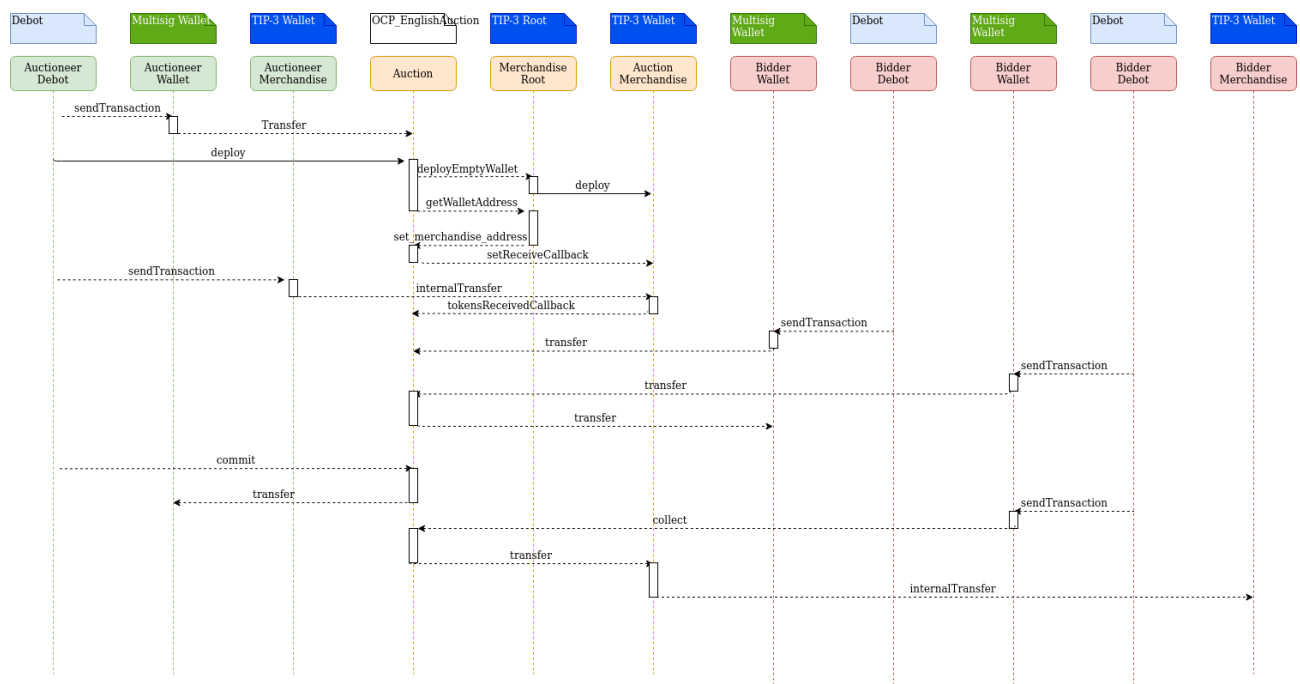 Debot
Multisig Wallet
TIP-3 Wallet
OCP_EnglishAuction
TIP-3 Root
TIP-3 Wallet
Multisig
Wallet
Debot
Multisig
Wallet
Debot
TIP-3 Wallet
Auctioneer
Debot
Auctioneer
Wallet
Auctioneer
Merchandise
Auction
Merchandise
Root
Auction
Merchandise
Bidder
Wallet
Bidder
Debot
Bidder
Wallet
Bidder
Debot
Bidder
Merchandise
sendTransaction
Transfer
deploy
deployEmptyWallet
deploy
getWalletAddress
set_merchandise_address
setReceiveCallback
sendTransaction
internalTransfer
tokensReceivedCallback
sendTransaction
transfer
sendTransaction
transfer
transfer
commit
transfer
sendTransaction
collect
transfer
internalTransfer